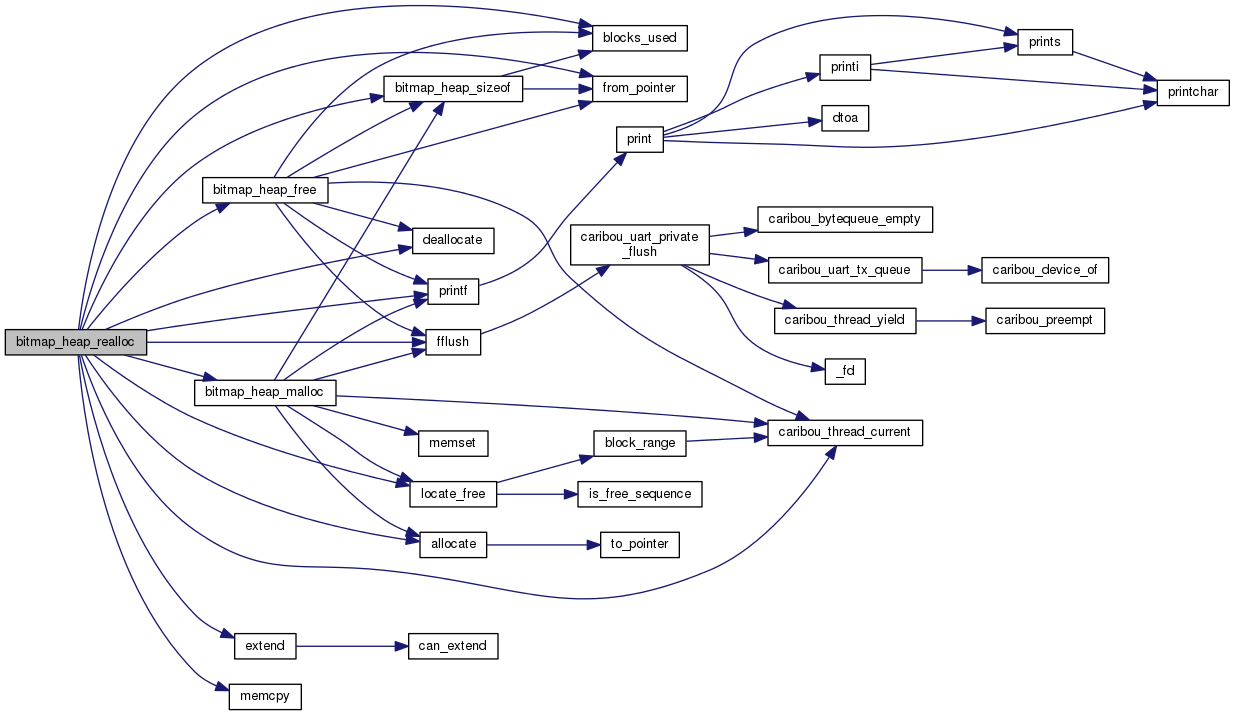 bitmap_heap_realloc
bitmap_heap_free
bitmap_heap_malloc
extend
memcpy
bitmap_heap_sizeof
deallocate
printf
fflush
memset
locate_free
allocate
can_extend
blocks_used
from_pointer
print
caribou_uart_private
_flush
block_range
is_free_sequence
to_pointer
printi
dtoa
caribou_bytequeue_empty
caribou_uart_tx_queue
caribou_thread_yield
_fd
caribou_thread_current
prints
caribou_device_of
caribou_preempt
printchar